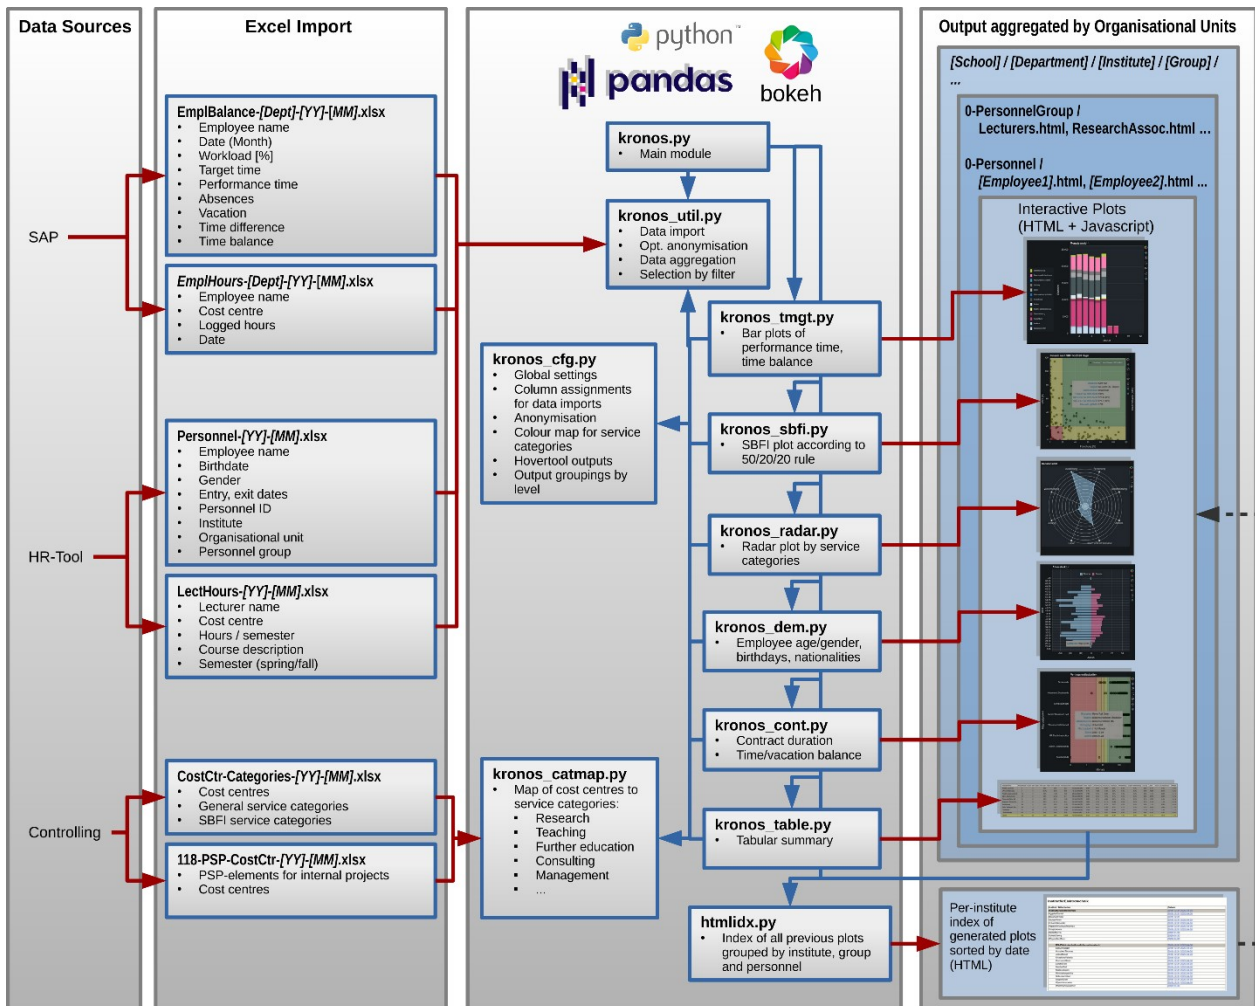 Data Sources
SAP
HR-Tool
Controlling
Excel Import
EmplBalance-[Dept]-[YY]-[MM].xlsx
• Employee name
• Date (Month)
• Workload [%]
• Target time
• Performance time
• Absences
• Vacation
• Time difference
• Time balance
EmplHours-[Dept]-[YY]-[MM].xlsx
• Employee name
• Cost centre
• Logged hours
• Date
Personnel-[YY]-[MM].xlsx
• Employee name
• Birthdate
• Gender
• Entry, exit dates
• Personnel ID
• Institute
• Organisational unit
• Personnel group
LectHours-[YY]-[MM].xlsx
• Lecturer name
• Cost centre
• Hours / semester
• Course description
• Semester (spring/fall)
CostCtr-Categories-[YY]-[MM].xlsx
• Cost centres
• General service categories
• SBFI service categories
118-PSP-CostCtr-[YY]-[MM].xlsx
• PSP-elements for internal projects
• Cost centres
python™
pandas
bokeh
kronos.py
• Main module
kronos_util.py
• Data import
• Opt. anonymisation
• Data aggregation
• Selection by filter
kronos_cfg.py
• Global settings
• Column assignments
for data imports
• Anonymisation
• Colour map for service
categories
• Hovertool outputs
• Output groupings by
level
kronos_catmap.py
• Map of cost centres to
service categories:
▪ Research
▪ Teaching
▪ Further education
▪ Consulting
▪ Management
▪ ...
kronos_tmgt.py
• Bar plots of
performance time,
time balance
kronos_sbfi.py
• SBFI plot according to
50/20/20 rule
kronos_radar.py
• Radar plot by service
categories
kronos_dem.py
• Employee age/gender,
birthdays, nationalities
kronos_cont.py
• Contract duration
• Time/vacation balance
kronos_table.py
• Tabular summary
htmlidx.py
• Index of all previous plots
grouped by institute, group
and personnel
Output aggregated by Organisational Units
[School] / [Department] / [Institute] / [Group] /
...
0-PersonnelGroup /
Lecturers.html, ResearchAssoc.html ...
0-Personnel /
[Employee1].html, [Employee2].html ...
Interactive Plots
(HTML + Javascript)
Per-institute
index of
generated plots
sorted by date
(HTML)